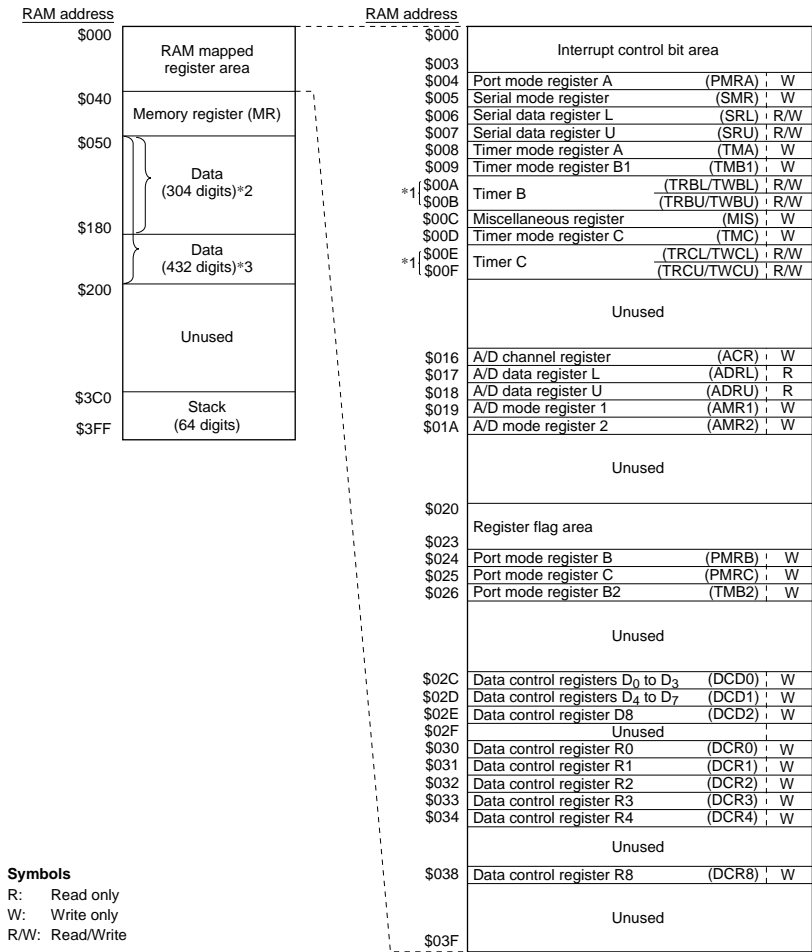 RAM address
$000
RAM mapped
register area
$040
Memory register (MR)
$050
Data
(304 digits)*2
$180
Data
(432 digits)*3
$200
Unused
$3C0
Stack
(64 digits)
$3FF
RAM address
$000
Interrupt control bit area
$003
$004 Port mode register A (PMRA) W
$005 Serial mode register (SMR) W
$006 Serial data register L (SRL) R/W
$007 Serial data register U (SRU) R/W
$008 Timer mode register A (TMA) W
$009 Timer mode register B1 (TMB1) W
*1 $00A Timer B (TRBL/TWBL) R/W
$00B (TRBU/TWBU) R/W
$00C Miscellaneous register (MIS) W
$00D Timer mode register C (TMC) W
*1 $00E Timer C (TRCL/TWCL) R/W
$00F (TRCU/TWCU) R/W
Unused
$016 A/D channel register (ACR) W
$017 A/D data register L (ADRL) R
$018 A/D data register U (ADRU) R
$019 A/D mode register 1 (AMR1) W
$01A A/D mode register 2 (AMR2) W
Unused
$020
Register flag area
$023
$024 Port mode register B (PMRB) W
$025 Port mode register C (PMRC) W
$026 Port mode register B2 (TMB2) W
Unused
$02C Data control registers D0 to D3 (DCD0) W
$02D Data control registers D4 to D7 (DCD1) W
$02E Data control register D8 (DCD2) W
$02F Unused
$030 Data control register R0 (DCR0) W
$031 Data control register R1 (DCR1) W
$032 Data control register R2 (DCR2) W
$033 Data control register R3 (DCR3) W
$034 Data control register R4 (DCR4) W
Unused
$038 Data control register R8 (DCR8) W
Unused
$03F
Symbols
R: Read only
W: Write only
R/W: Read/Write